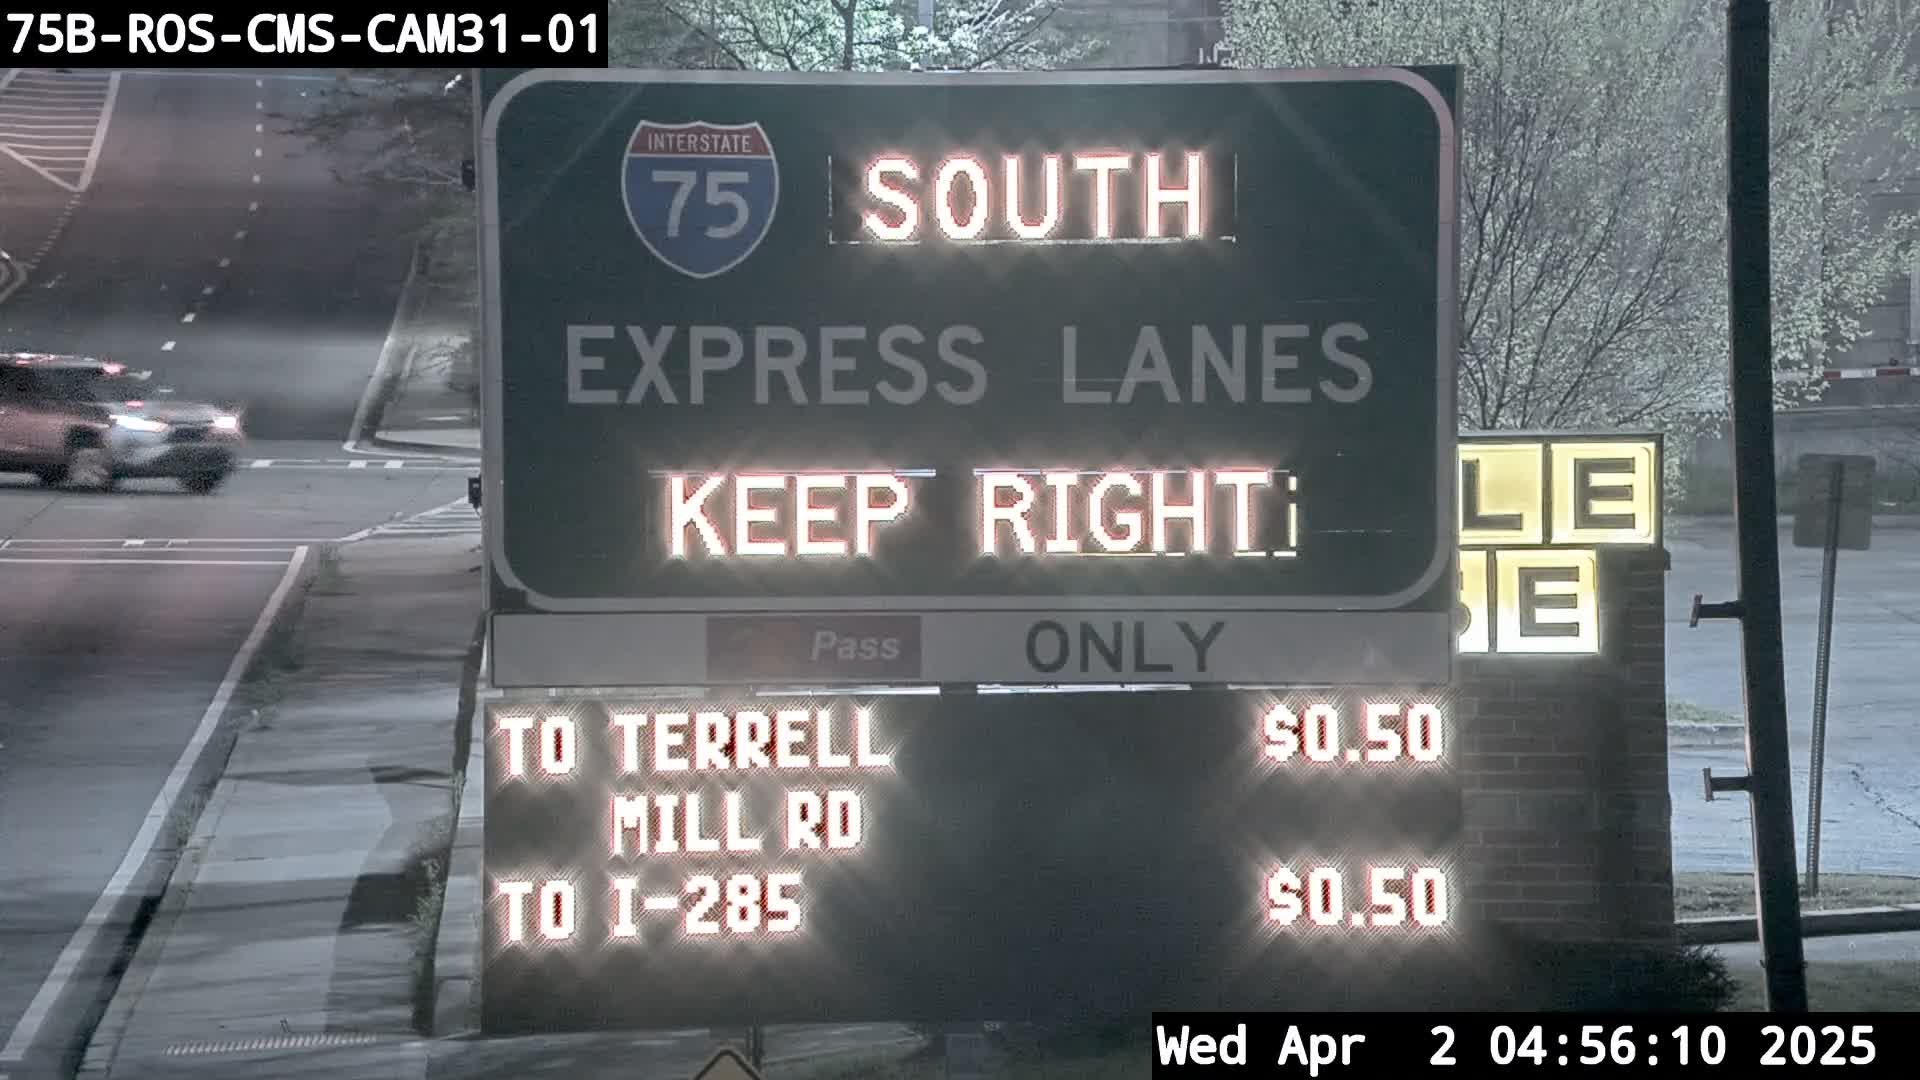 75B-ROS-CMS-CAM31-01
INTERSTATE
75
SOUTH
EXPRESS LANES
KEEP RIGHT
Pass ONLY
TO TERRELL $0.50
MILL RD
TO I-285 $0.50
LE
E
Wed Apr 2 04:56:10 2025